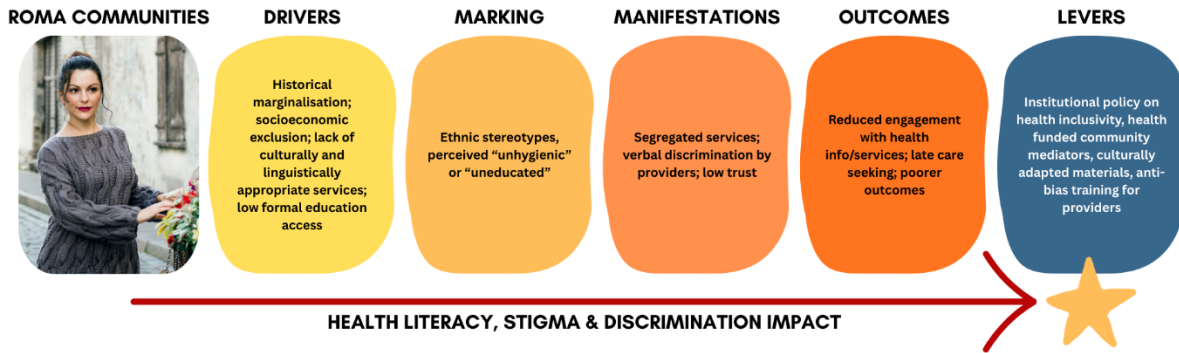 ROMA COMMUNITIES
DRIVERS
MARKING
MANIFESTATIONS
OUTCOMES
LEVERS
Historical
marginalisation;
socioeconomic
exclusion; lack of
culturally and
linguistically
appropriate services;
low formal education
access
Ethnic stereotypes,
perceived “unhygienic”
or “uneducated”
Segregated services;
verbal discrimination by
providers; low trust
Reduced engagement
with health
info/services; late care
seeking; poorer
outcomes
Institutional policy on
health inclusivity, health
funded community
mediators, culturally
adapted materials, anti-
bias training for
providers
HEALTH LITERACY, STIGMA & DISCRIMINATION IMPACT